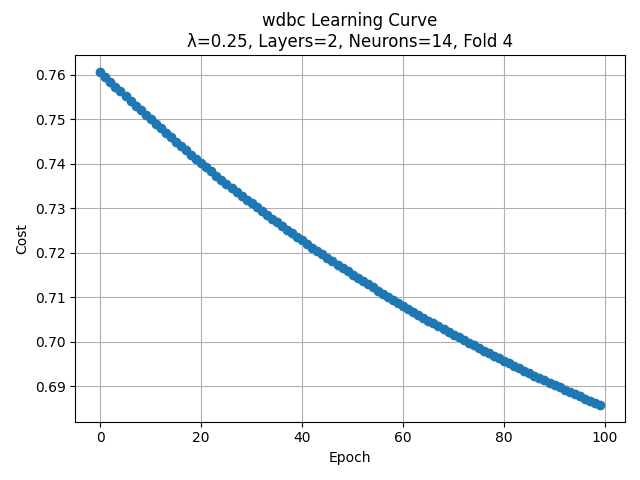 wdbc Learning Curve
λ=0.25, Layers=2, Neurons=14, Fold 4
0.76
0.75
0.74
0.73
0.72
0.71
0.70
0.69
Cost
0 20 40 60 80 100
Epoch